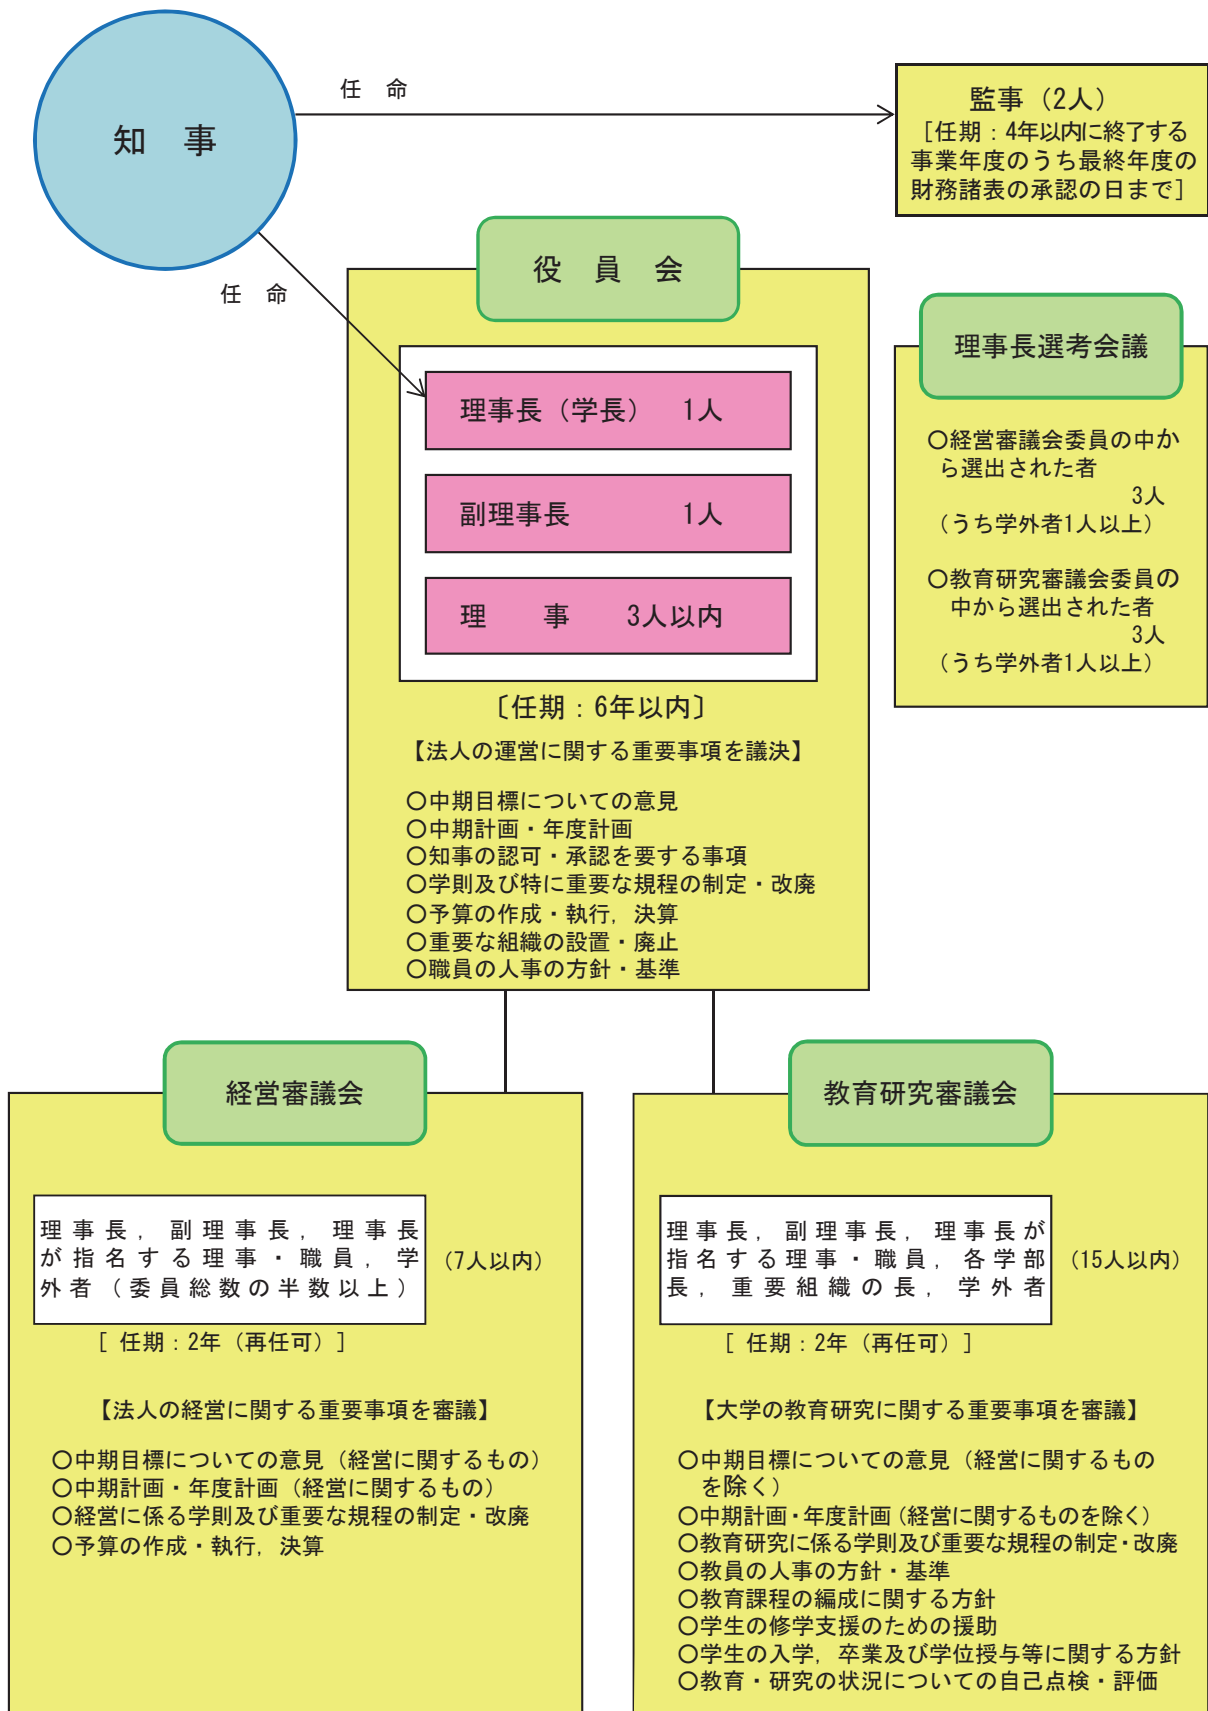 知　事
任　命
監事（2人）
［任期：4年以内に終了する
事業年度のうち最終年度の
財務諸表の承認の日まで］
任　命
役　員　会
理事長（学長）　1人
副理事長　1人
理　事　3人以内
〔任期：6年以内〕
【法人の運営に関する重要事項を議決】
○中期目標についての意見
○中期計画・年度計画
○知事の認可・承認を要する事項
○学則及び特に重要な規程の制定・改廃
○予算の作成・執行，決算
○重要な組織の設置・廃止
○職員の人事の方針・基準
理事長選考会議
○経営審議会委員の中か
ら選出された者
3人
（うち学外者1人以上）
○教育研究審議会委員の
中から選出された者
3人
（うち学外者1人以上）
経営審議会
理事長，副理事長，理事長
が指名する理事・職員，学
外者（委員総数の半数以上）
（7人以内）
［任期：2年（再任可）］
【法人の経営に関する重要事項を審議】
○中期目標についての意見（経営に関するもの）
○中期計画・年度計画（経営に関するもの）
○経営に係る学則及び重要な規程の制定・改廃
○予算の作成・執行，決算
教育研究審議会
理事長，副理事長，理事長が
指名する理事・職員，各学部
長，重要組織の長，学外者
（15人以内）
［任期：2年（再任可）］
【大学の教育研究に関する重要事項を審議】
○中期目標についての意見（経営に関するもの
を除く）
○中期計画・年度計画（経営に関するものを除く）
○教育研究に係る学則及び重要な規程の制定・改廃
○教員の人事の方針・基準
○教育課程の編成に関する方針
○学生の修学支援のための援助
○学生の入学，卒業及び学位授与等に関する方針
○教育・研究の状況についての自己点検・評価